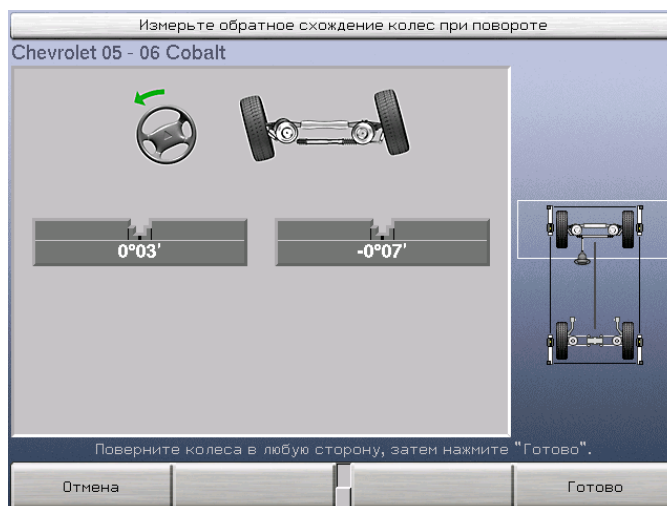 Измерьте обратное схождение колес при повороте
Chevrolet 05 - 06 Cobalt
0°03' -0°07'
Поверните колеса в любую сторону, затем нажмите "Готово".
Отмена Готово